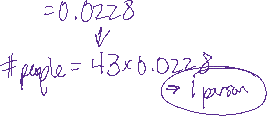 =0.0228
# people = 43×0.0228
⇒ 1 person